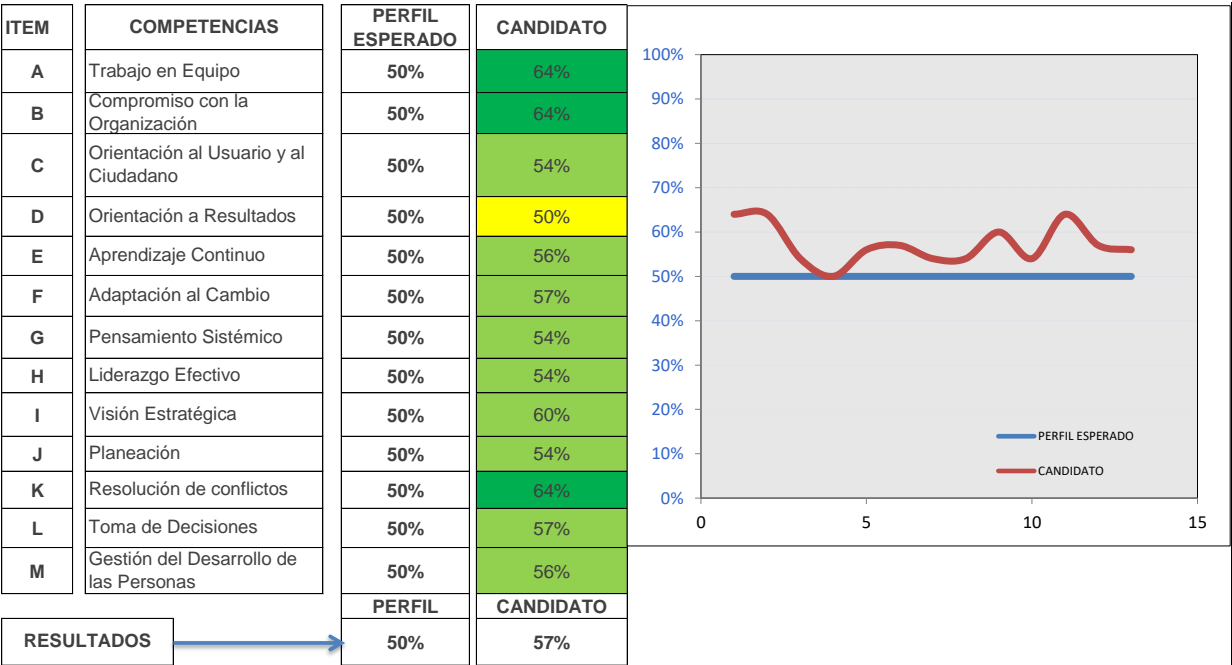 ITEM COMPETENCIAS PERFIL ESPERADO CANDIDATO
A Trabajo en Equipo 50% 64%
B Compromiso con la Organización 50% 64%
C Orientación al Usuario y al Ciudadano 50% 54%
D Orientación a Resultados 50% 50%
E Aprendizaje Continuo 50% 56%
F Adaptación al Cambio 50% 57%
G Pensamiento Sistémico 50% 54%
H Liderazgo Efectivo 50% 54%
I Visión Estratégica 50% 60%
J Planeación 50% 54%
K Resolución de conflictos 50% 64%
L Toma de Decisiones 50% 57%
M Gestión del Desarrollo de las Personas 50% 56%
PERFIL CANDIDATO
RESULTADOS 50% 57%
100%
90%
80%
70%
60%
50%
40%
30%
20%
10%
0%
0 5 10 15
PERFIL ESPERADO
CANDIDATO